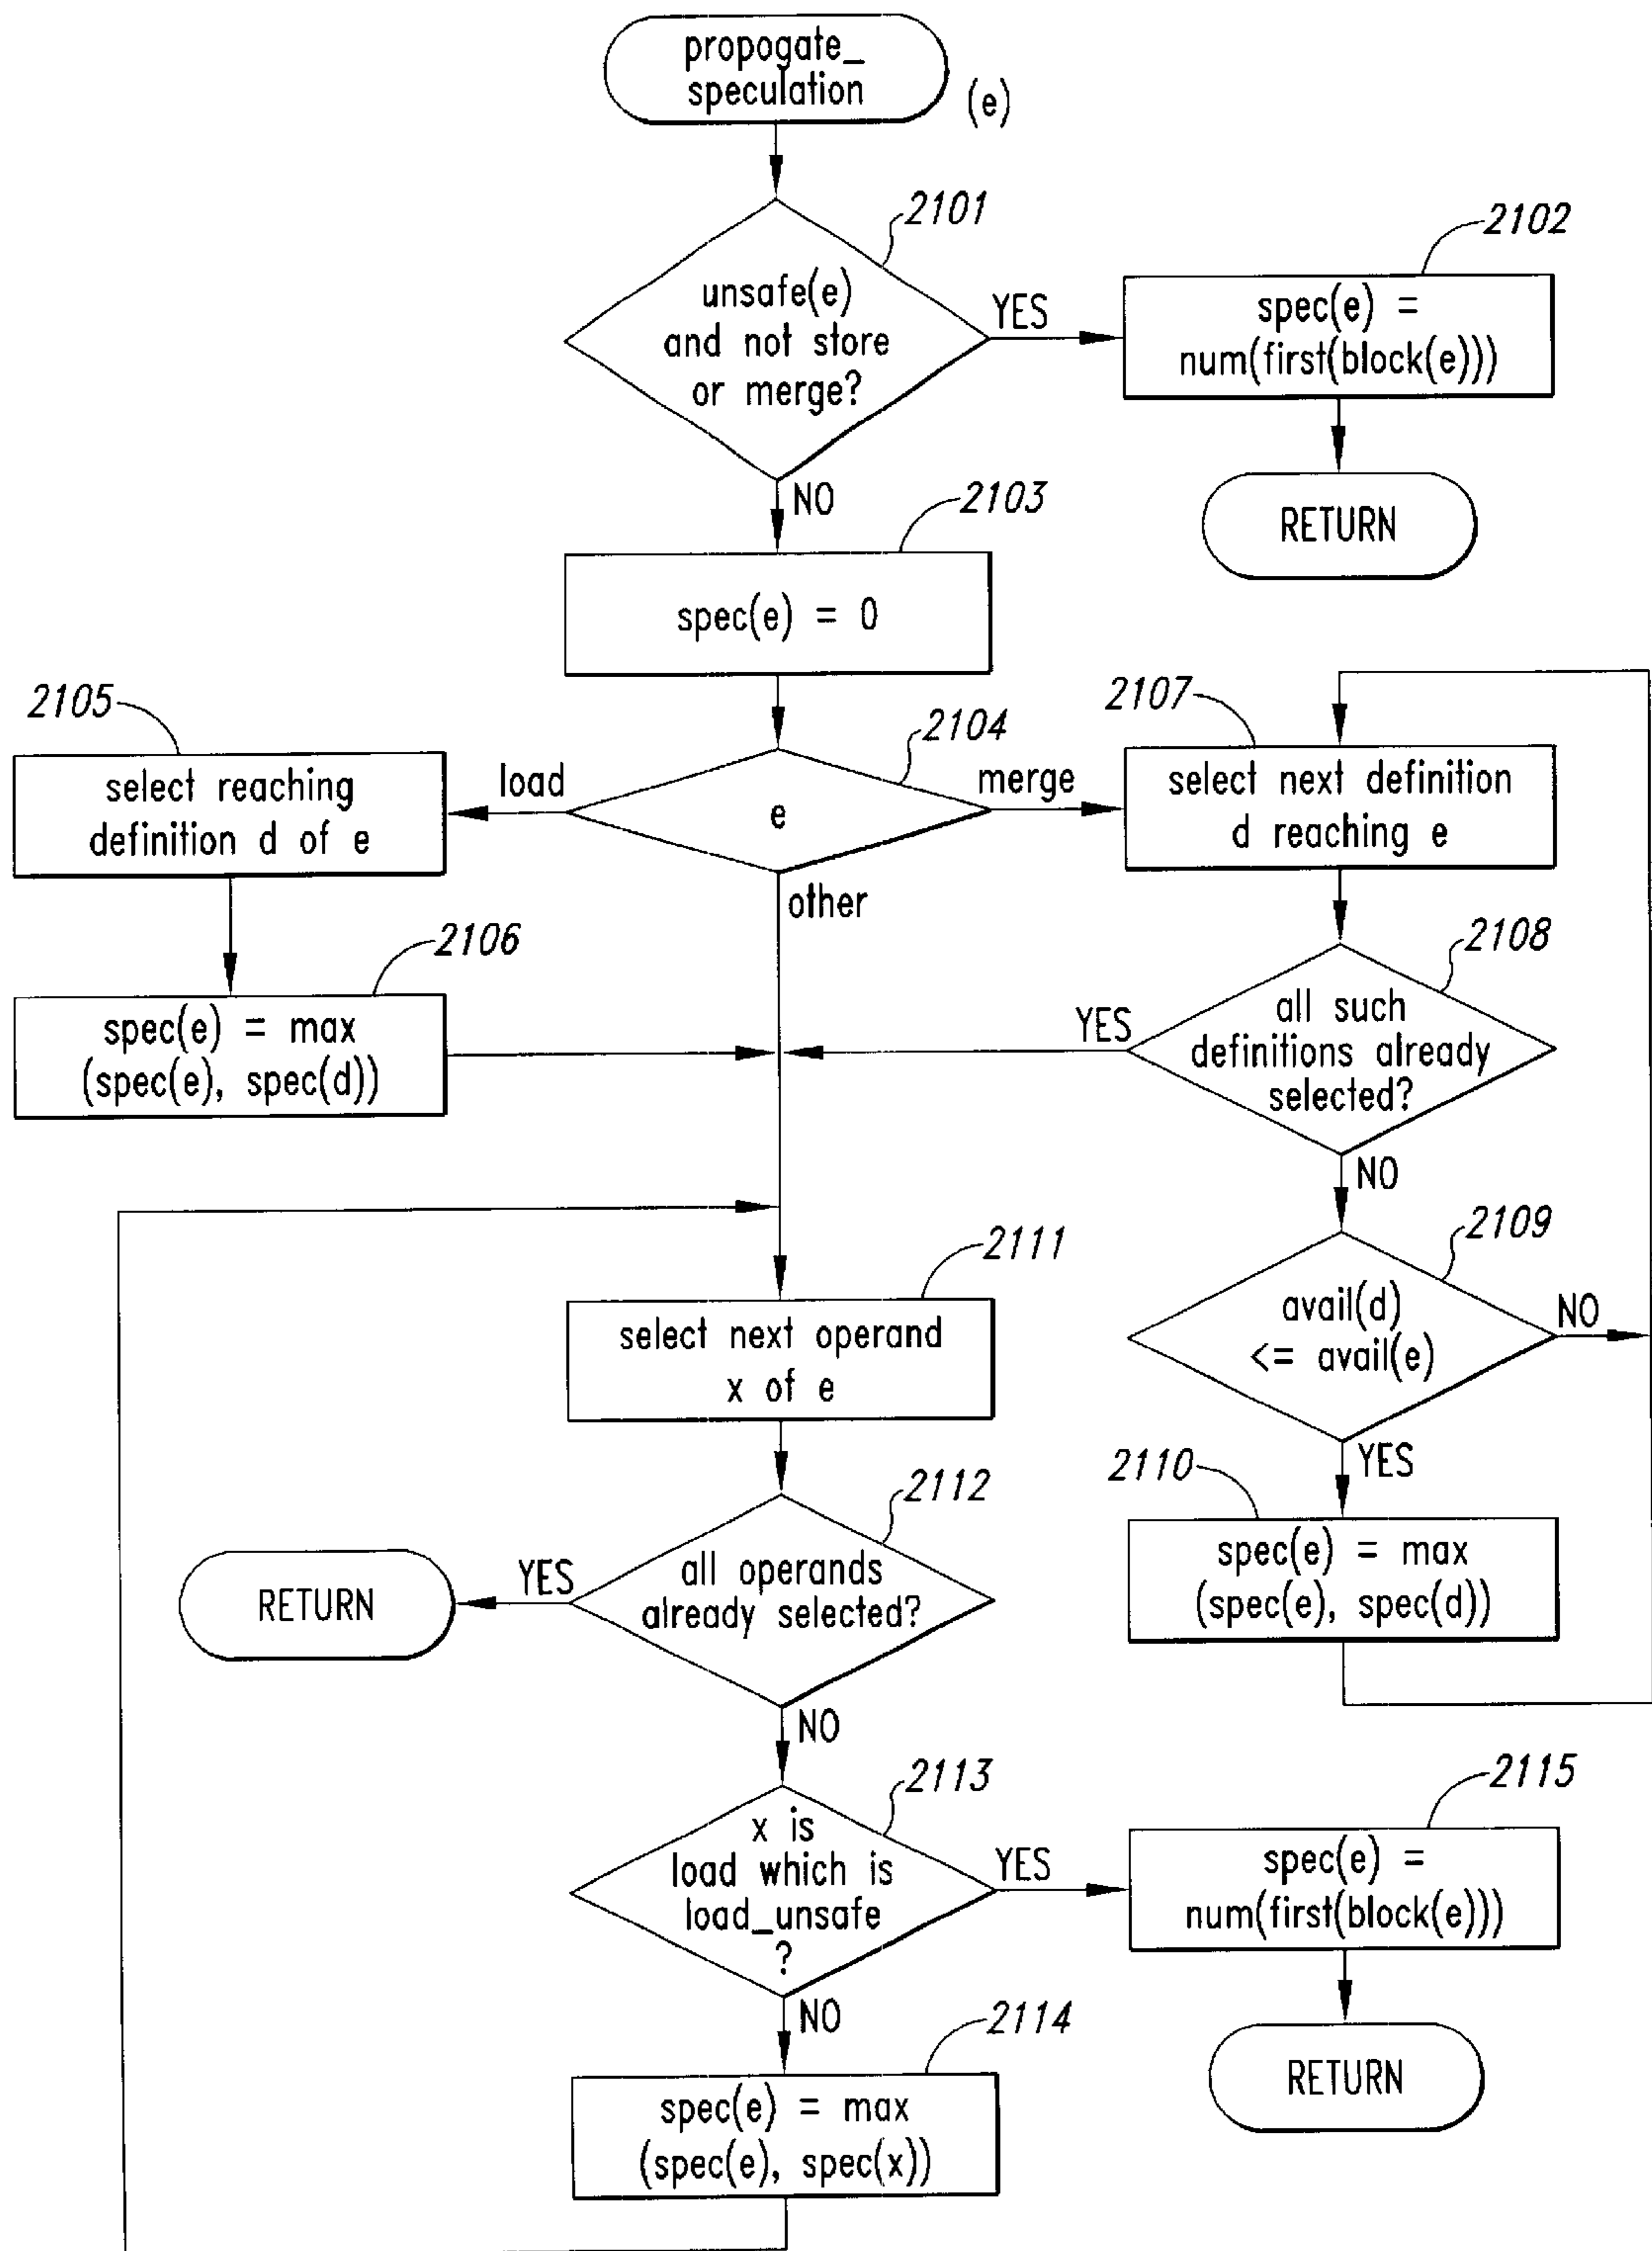 propogate_
speculation
(e)
2101
unsafe(e)
and not store
or merge?
YES
2102
spec(e) =
num(first(block(e)))
RETURN
NO
2103
spec(e) = 0
2104
e
load
merge
other
2105
select reaching
definition d of e
2106
spec(e) = max
(spec(e), spec(d))
2107
select next definition
d reaching e
2108
all such
definitions already
selected?
YES
NO
2109
avail(d)
<= avail(e)
NO
YES
2110
spec(e) = max
(spec(e), spec(d))
2111
select next operand
x of e
2112
all operands
already selected?
YES
RETURN
NO
2113
x is
load which is
load_unsafe
?
YES
2115
spec(e) =
num(first(block(e)))
RETURN
NO
2114
spec(e) = max
(spec(e), spec(x))